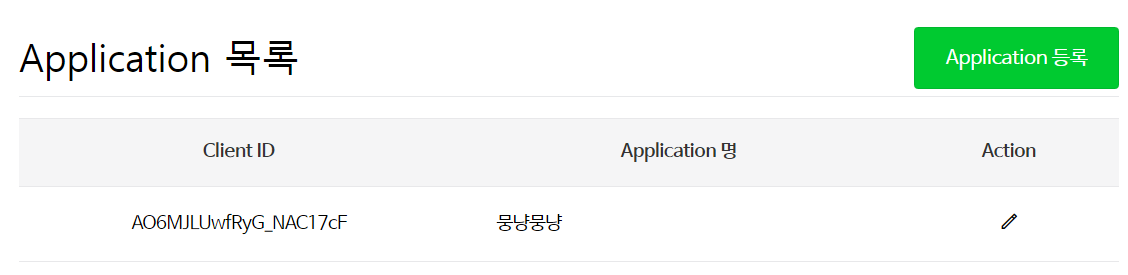 Application 목록
Application 등록
Client ID Application 명 Action
AO6MJLUwfRyG_NAC17cF 뭉냥뭉냥